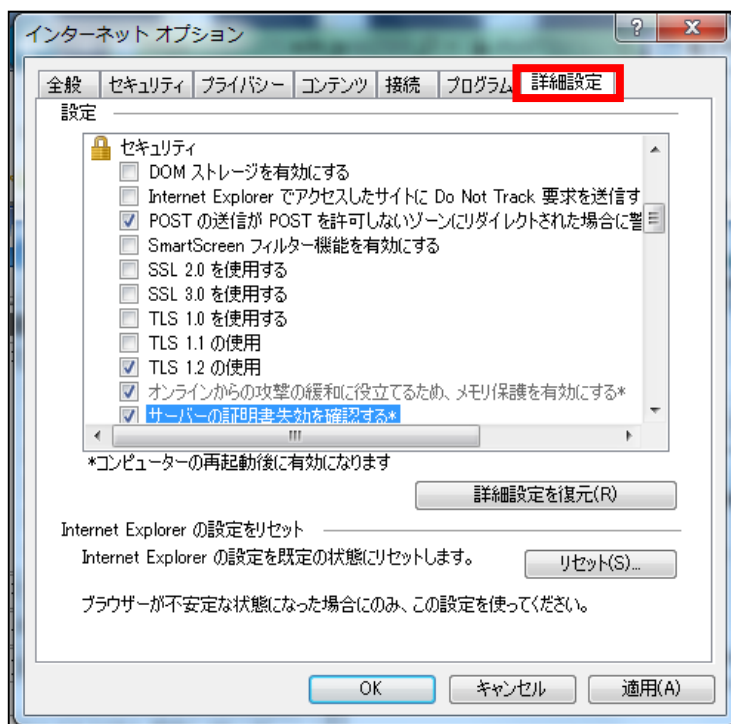 インターネット オプション
全般 セキュリティ プライバシー コンテンツ 接続 プログラム 詳細設定
設定
セキュリティ
DOM ストレージを有効にする
Internet Explorer でアクセスしたサイトに Do Not Track 要求を送信す
POST の送信が POST を許可しないゾーンにリダイレクトされた場合に警
SmartScreen フィルター機能を有効にする
SSL 2.0 を使用する
SSL 3.0 を使用する
TLS 1.0 を使用する
TLS 1.1 の使用
TLS 1.2 の使用
オンラインからの攻撃の緩和に役立てるため、メモリ保護を有効にする*
サーバーの証明書失効を確認する*
*コンピューターの再起動後に有効になります
詳細設定を復元(R)
Internet Explorer の設定をリセット
Internet Explorer の設定を既定の状態にリセットします。
リセット(S)...
ブラウザーが不安定な状態になった場合にのみ、この設定を使ってください。
OK キャンセル 適用(A)